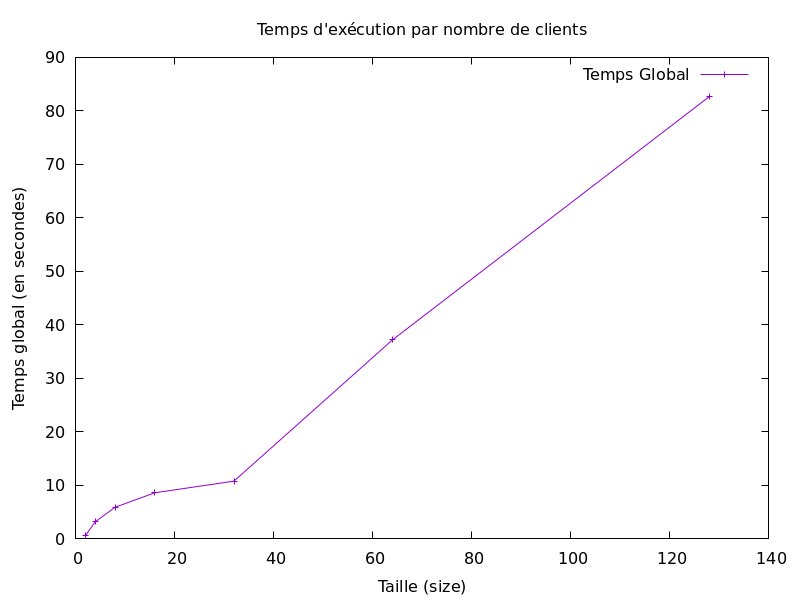 Temps d'exécution par nombre de clients
Temps Global
Temps global (en secondes)
90
80
70
60
50
40
30
20
10
0
0 20 40 60 80 100 120 140
Taille (size)